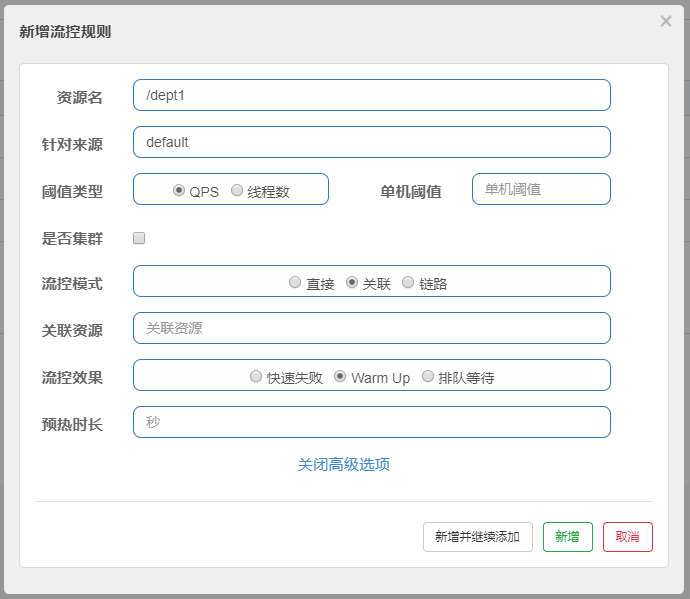 新增流控规则 ×
资源名 /dept1
针对来源 default
阈值类型 QPS 线程数 单机阈值 单机阈值
是否集群
流控模式 直接 关联 链路
关联资源 关联资源
流控效果 快速失败 Warm Up 排队等待
预热时长 秒
关闭高级选项
新增并继续添加 新增 取消